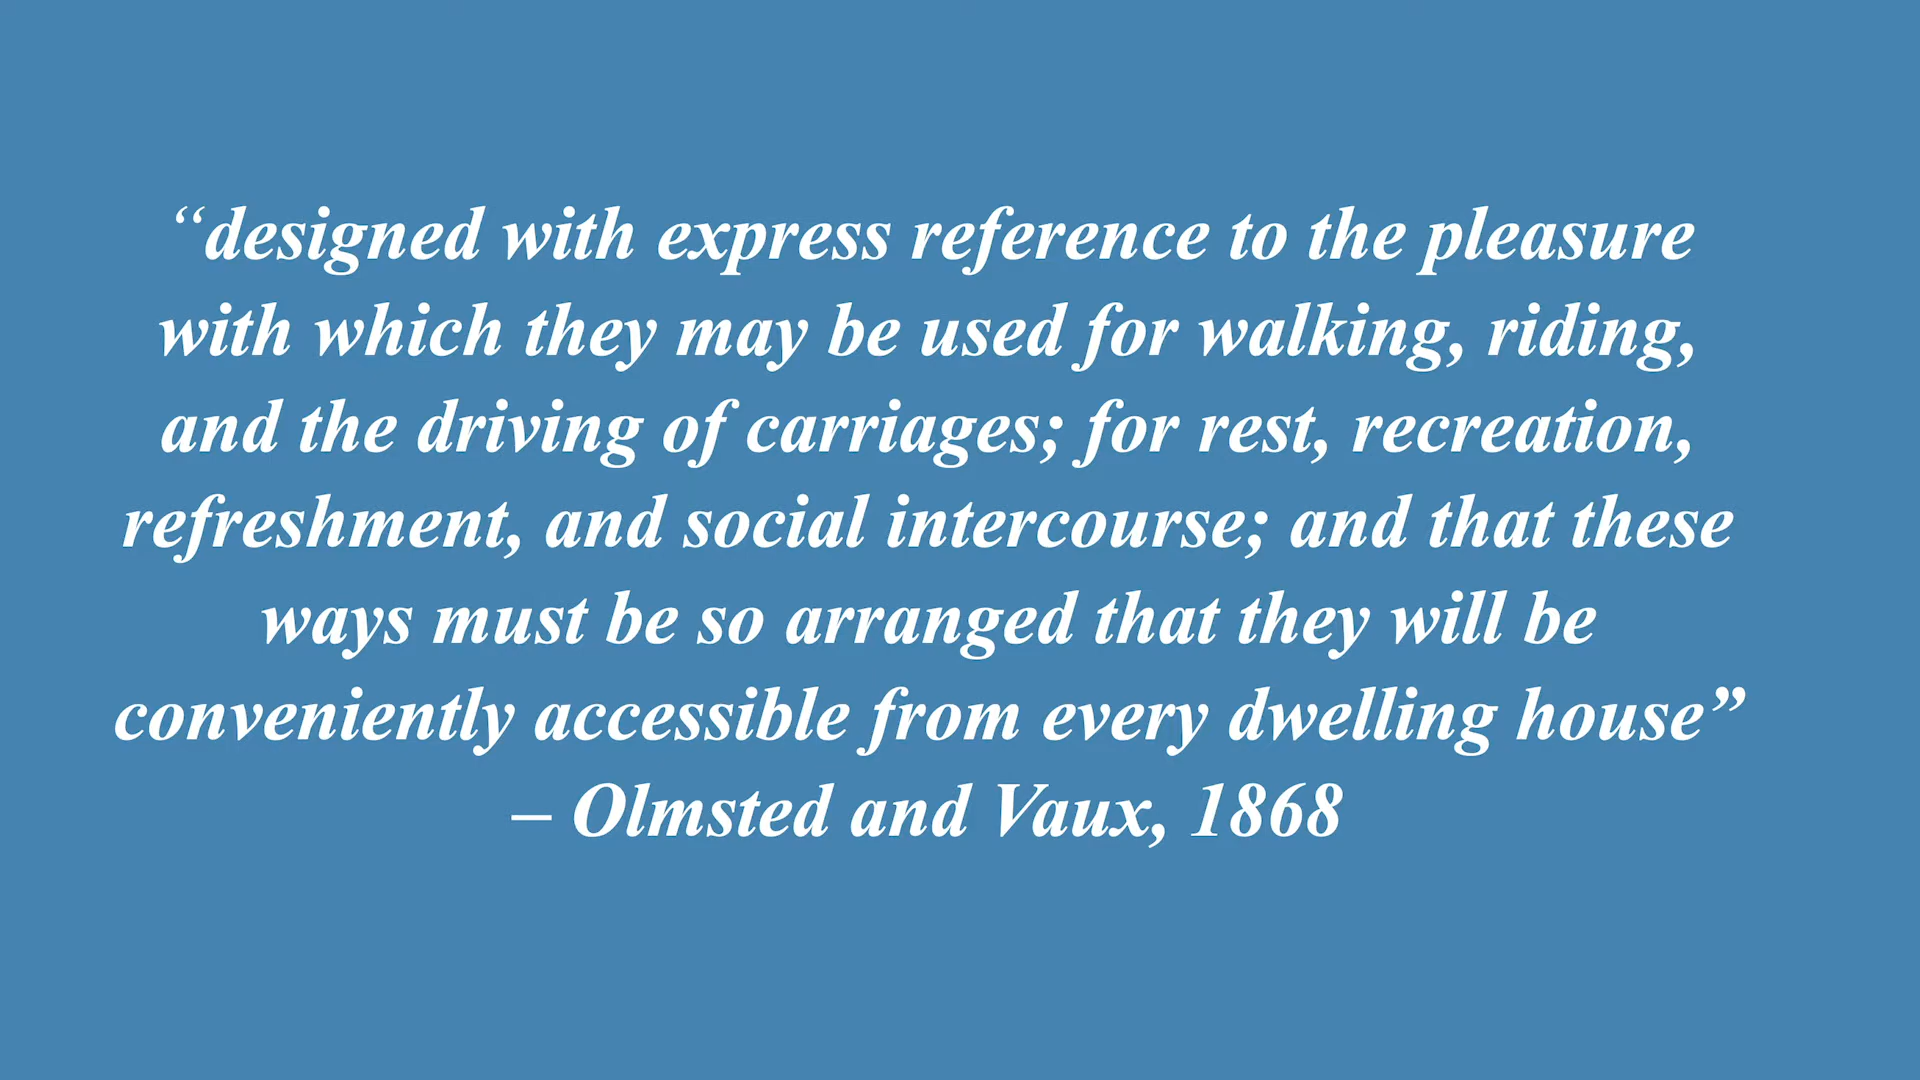 “designed with express reference to the pleasure
with which they may be used for walking, riding,
and the driving of carriages; for rest, recreation,
refreshment, and social intercourse; and that these
ways must be so arranged that they will be
conveniently accessible from every dwelling house”
– Olmsted and Vaux, 1868